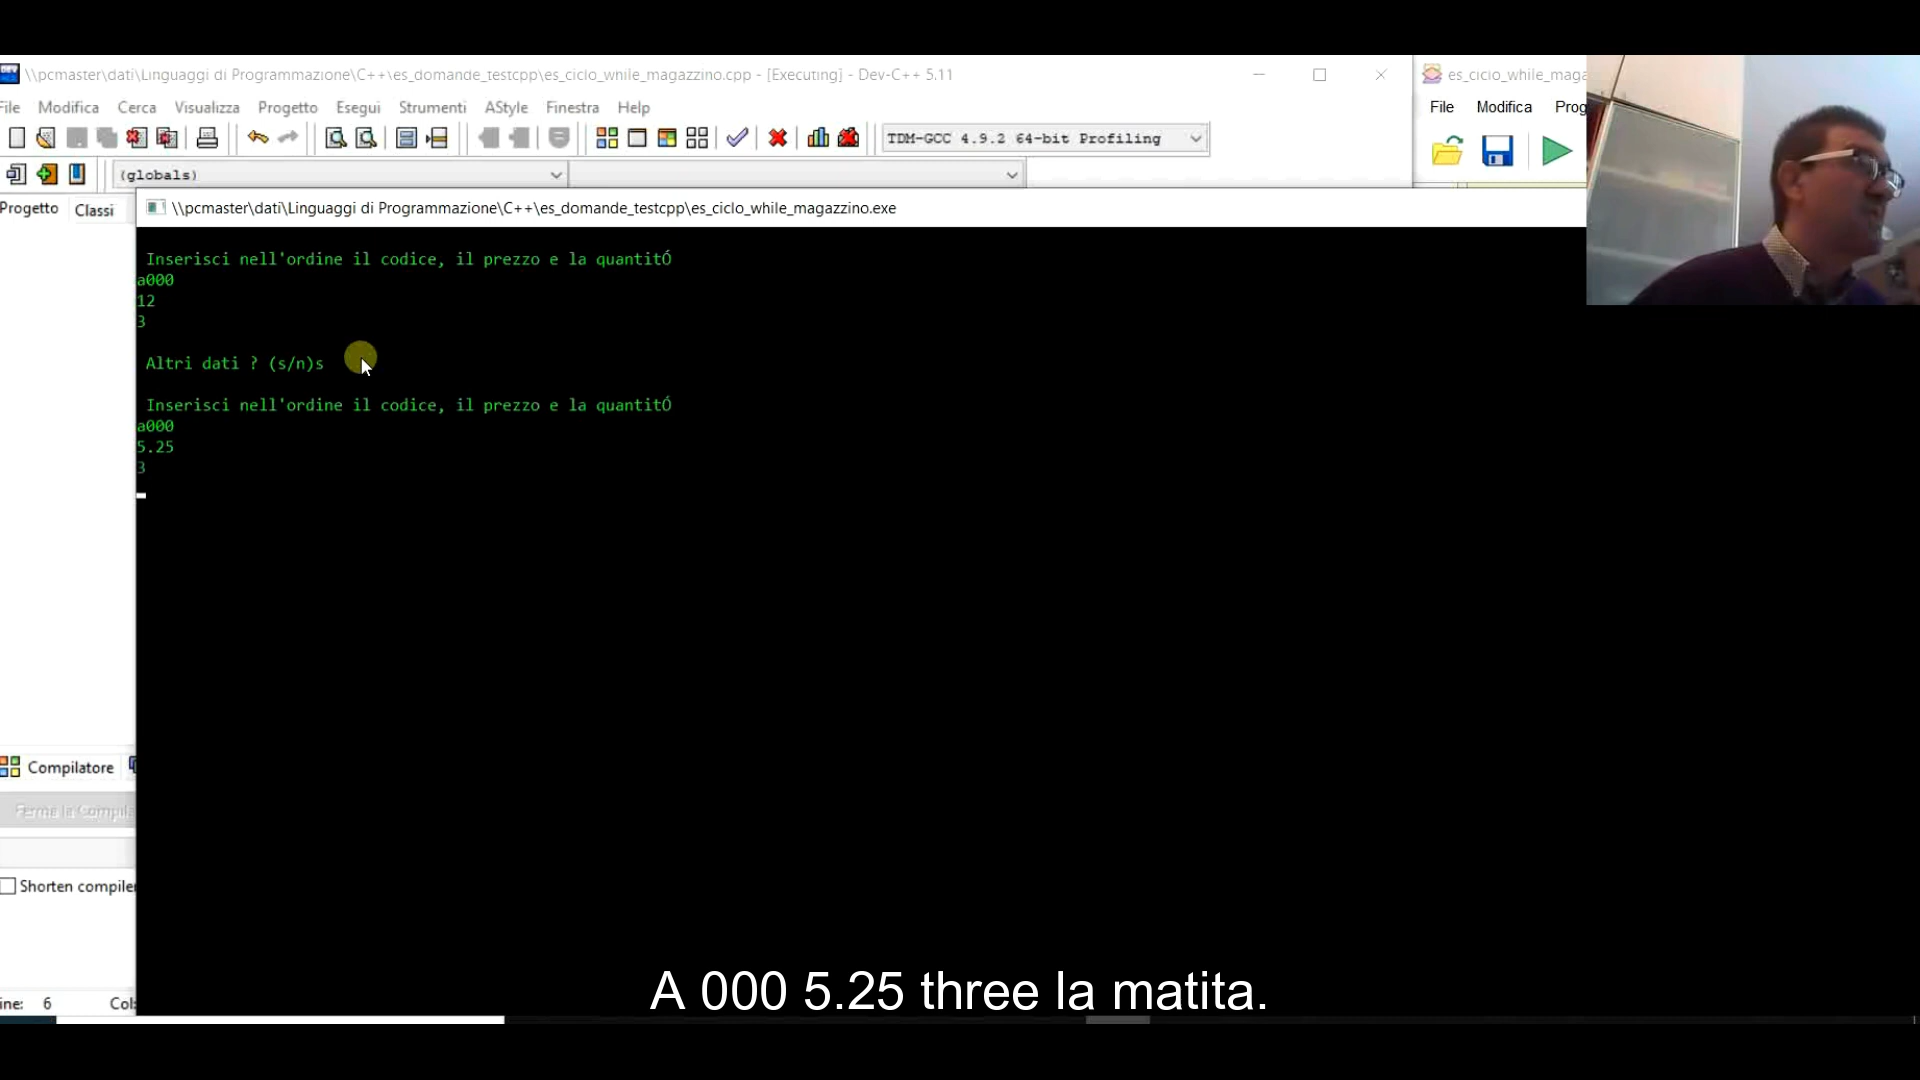 \\pcmaster\dati\Linguaggi di Programmazione\C++\es_domande_testcpp\es_ciclo_while_magazzino.cpp - [Executing] - Dev-C++ 5.11
es_ciclo_while_maga
File Modifica Cerca Visualizza Progetto Esegui Strumenti AStyle Finestra Help
File Modifica Prog
TDM-GCC 4.9.2 64-bit Profiling
(globals)
Progetto Classi
\\pcmaster\dati\Linguaggi di Programmazione\C++\es_domande_testcpp\es_ciclo_while_magazzino.exe
Inserisci nell'ordine il codice, il prezzo e la quantitÓ
a000
12
3
Altri dati ? (s/n)s
Inserisci nell'ordine il codice, il prezzo e la quantitÓ
a000
5.25
3
Compilatore
Ferma la Compila
Shorten compiler
ine: 6 Col:
A 000 5.25 three la matita.